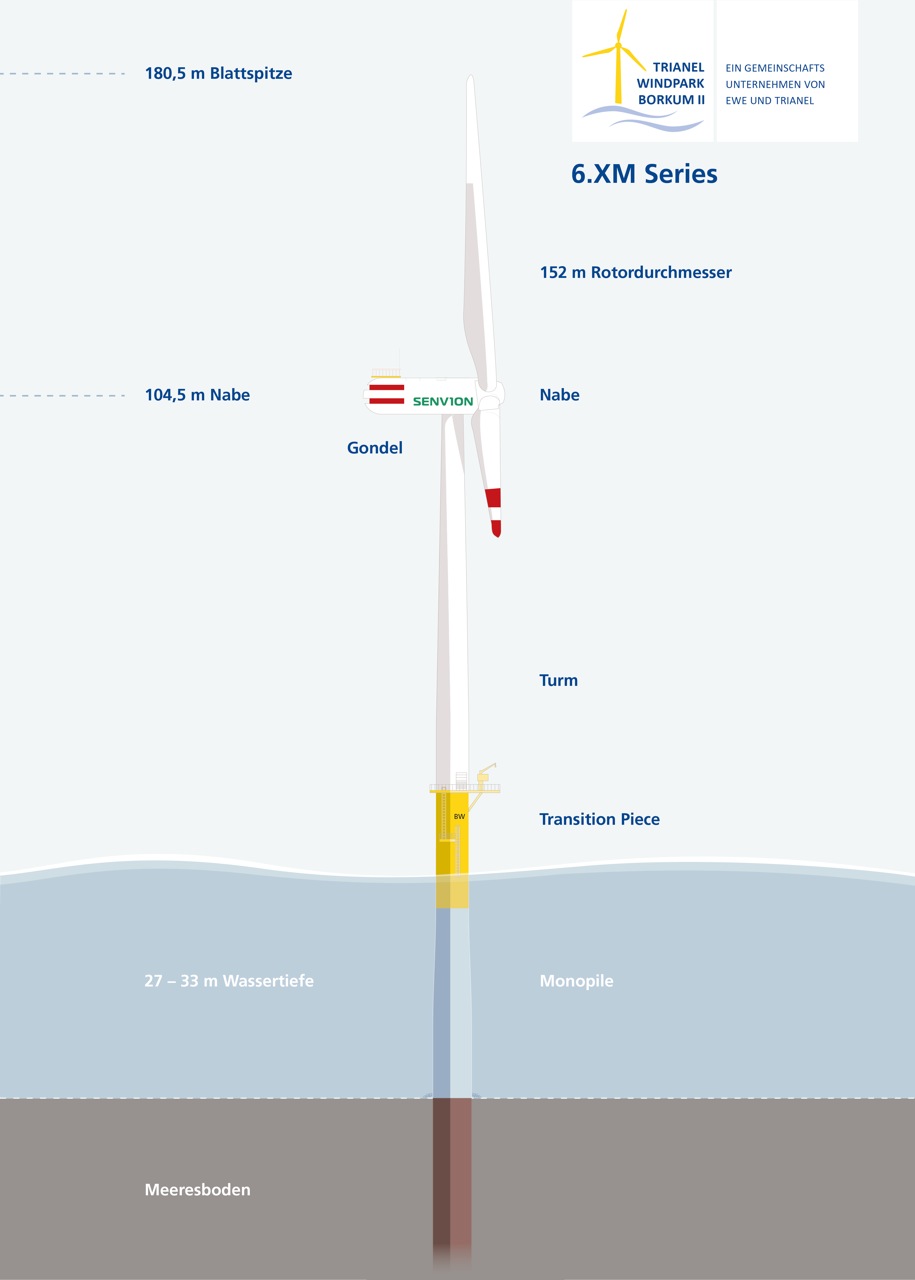 180,5 m Blattspitze
TRIANEL
WINDPARK
BORKUM II
EIN GEMEINSCHAFTS
UNTERNEHMEN VON
EWE UND TRIANEL
6.XM Series
152 m Rotordurchmesser
104,5 m Nabe
SENVION
Nabe
Gondel
Turm
BW
Transition Piece
27 – 33 m Wassertiefe
Monopile
Meeresboden